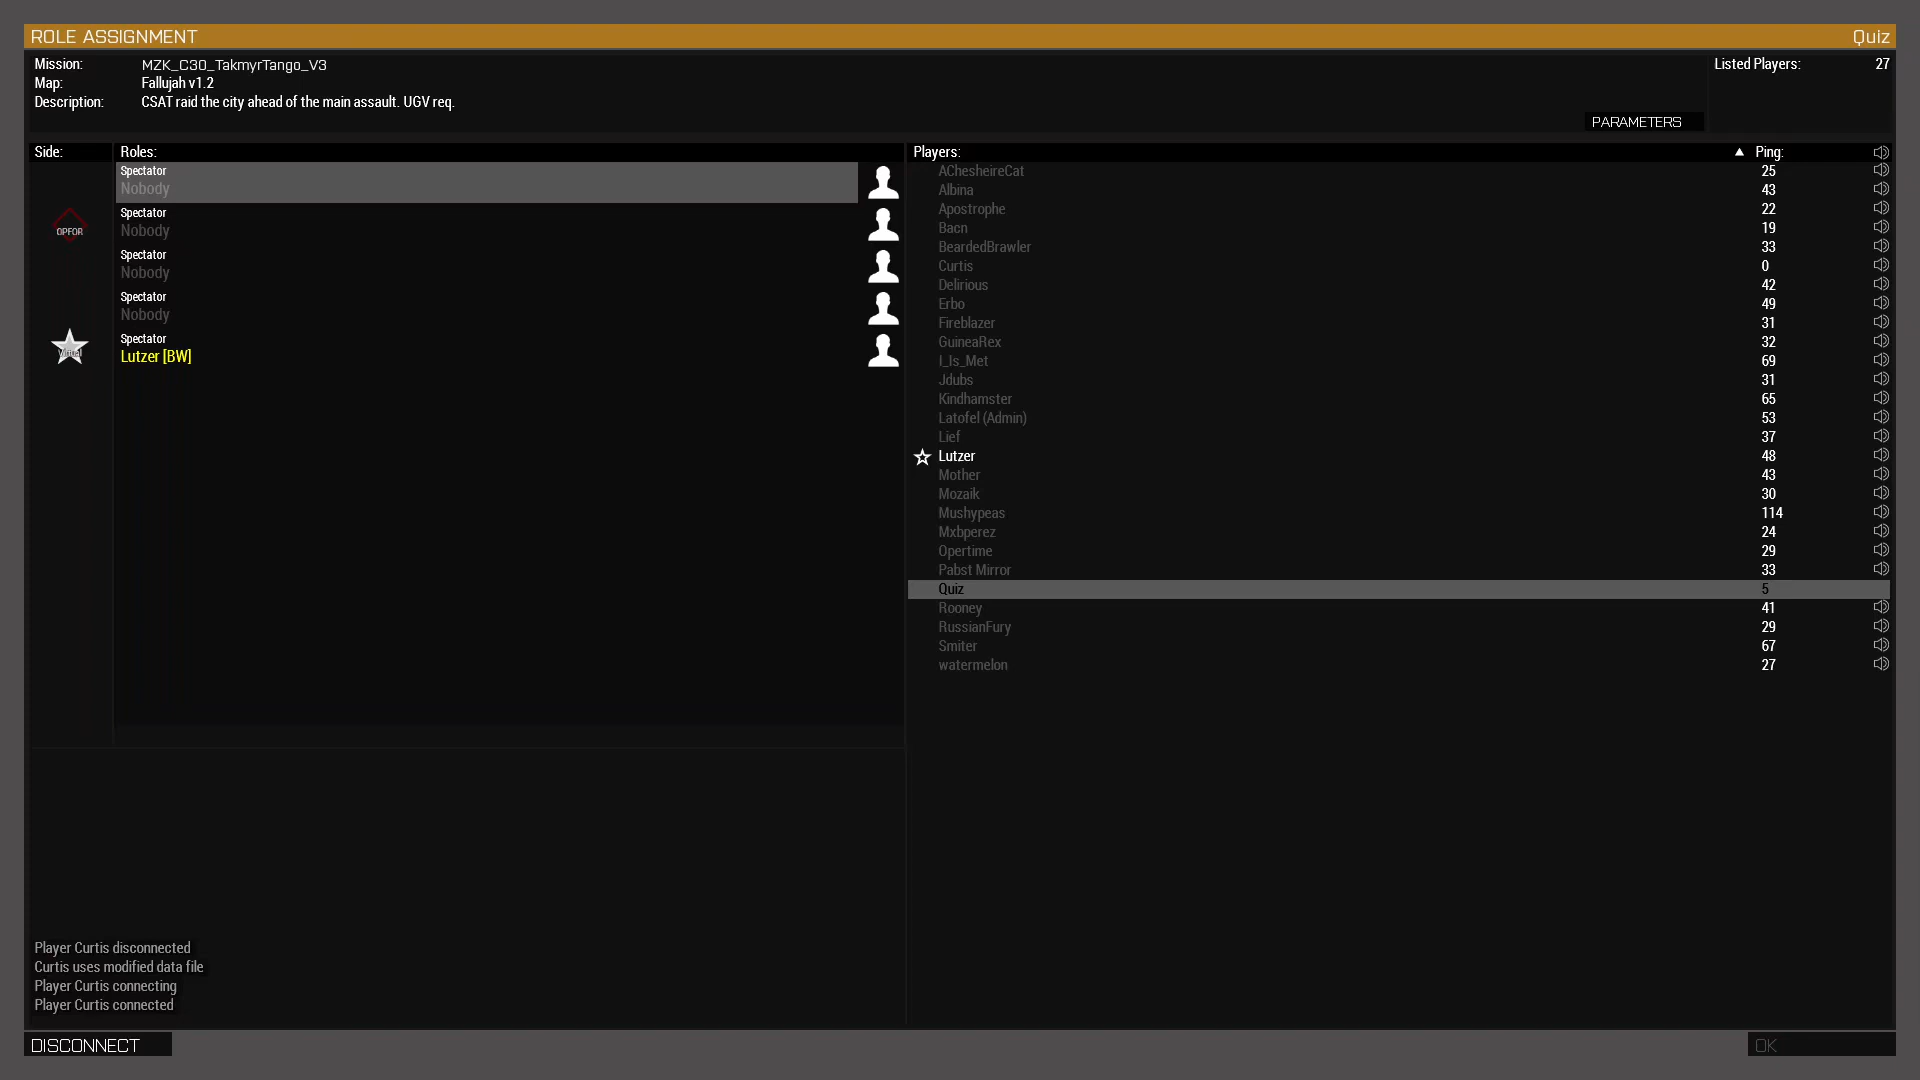 ROLE ASSIGNMENT Quiz
Mission: MZK_C30_TakmyrTango_V3 Listed Players: 27
Map: Fallujah v1.2
Description: CSAT raid the city ahead of the main assault. UGV req.
PARAMETERS
Side: Roles: Players: Ping:
OPFOR
Virtual
Spectator
Nobody
Spectator
Nobody
Spectator
Nobody
Spectator
Nobody
Spectator
Lutzer [BW]
AChesheireCat 25
Albina 43
Apostrophe 22
Bacn 19
BeardedBrawler 33
Curtis 0
Delirious 42
Erbo 49
Fireblazer 31
GuineaRex 32
I_Is_Met 69
Jdubs 31
Kindhamster 65
Latofel (Admin) 53
Lief 37
Lutzer 48
Mother 43
Mozaik 30
Mushypeas 114
Mxbperez 24
Opertime 29
Pabst Mirror 33
Quiz 5
Rooney 41
RussianFury 29
Smiter 67
watermelon 27
Player Curtis disconnected
Curtis uses modified data file
Player Curtis connecting
Player Curtis connected
DISCONNECT OK